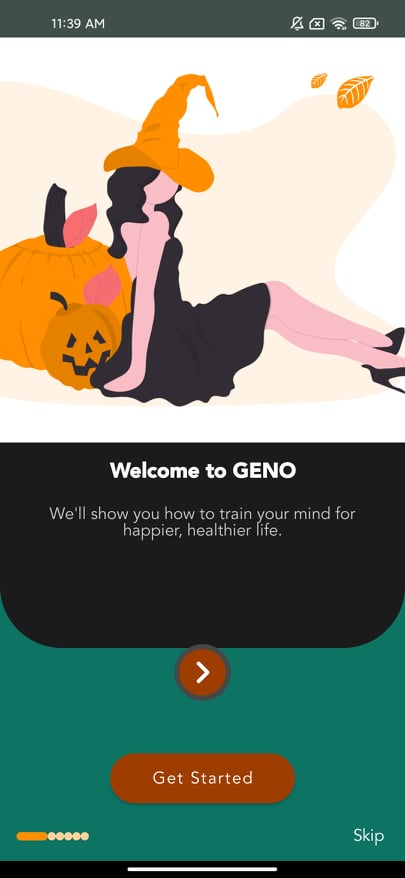 11:39 AM
82
Welcome to GENO
We'll show you how to train your mind for
happier, healthier life.
Get Started
Skip